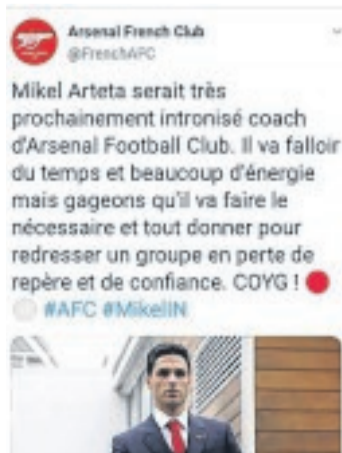 Arsenal French Club
@FrenchAFC
Mikel Arteta serait très
prochainement intronisé coach
d'Arsenal Football Club. Il va falloir
du temps et beaucoup d'énergie
mais gageons qu'il va faire le
nécessaire et tout donner pour
redresser un groupe en perte de
repère et de confiance. COYG ! 🔴
⚪ #AFC #MikelIN